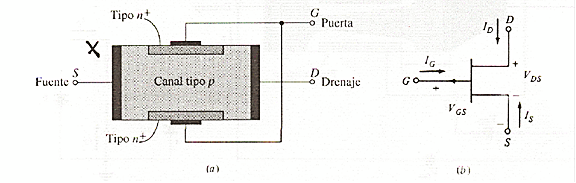 Tipo n+
G
Puerta
X
S
Fuente
Canal tipo p
D
Drenaje
Tipo n+
(a)
D
I_D
+
I_G
G
+
V_DS
V_GS
−
−
I_S
S
(b)